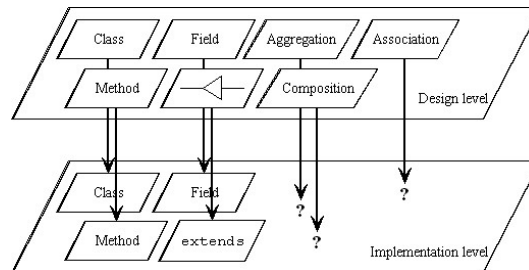 Class Field Aggregation Association
Method Composition
Design level
Class Field
?
?
?
Method extends
Implementation level